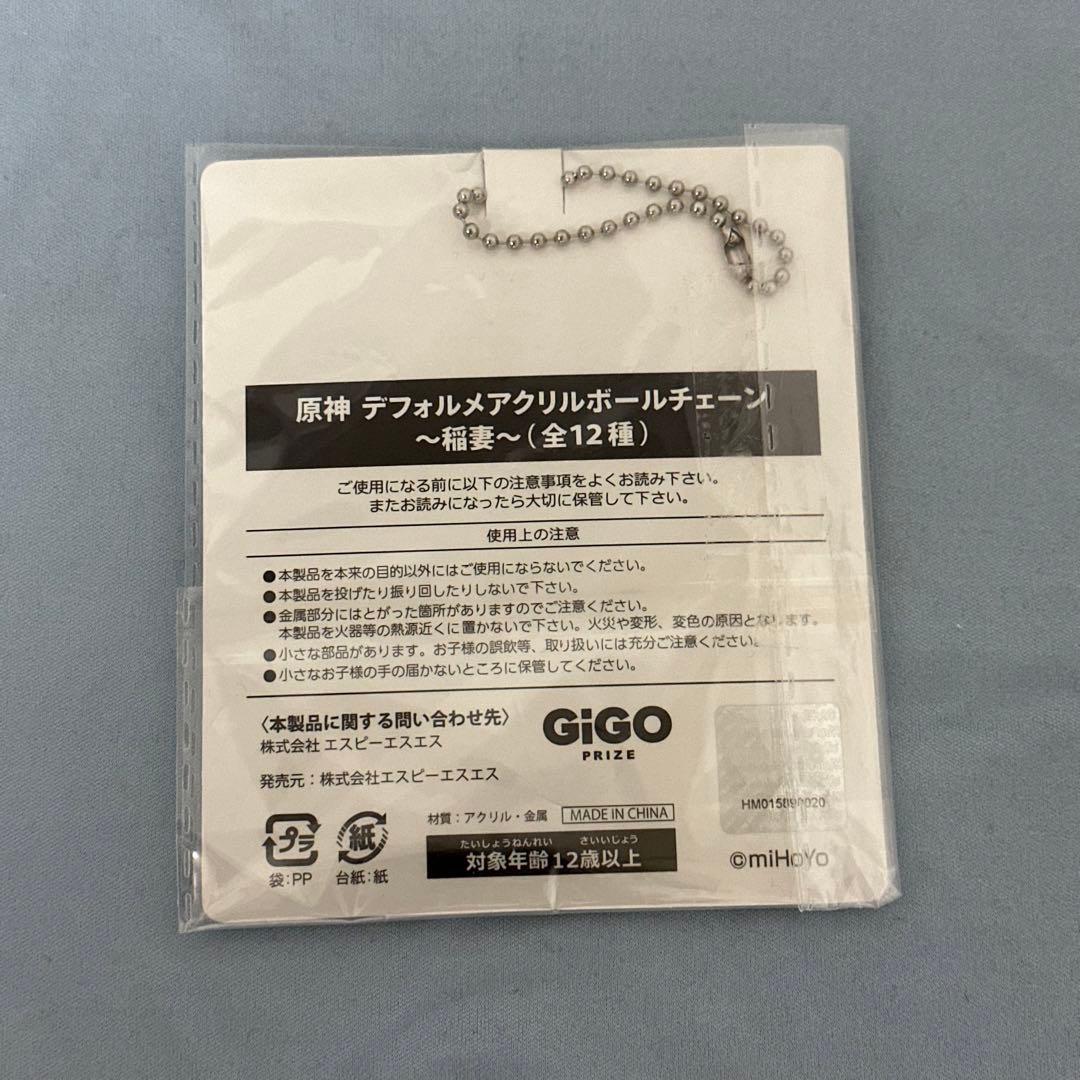 原神 デフォルメアクリルボールチェーン
～稲妻～（全12種）
ご使用になる前に以下の注意事項をよくお読み下さい。
またお読みになったら大切に保管して下さい。
使用上の注意
●本製品を本来の目的以外にはご使用にならないでください。
●本製品を投げたり振り回したりしないで下さい。
●金属部分にはとがった箇所がありますのでご注意ください。
本製品を火器等の熱源近くに置かないで下さい。火災や変形、変色の原因となります。
●小さな部品があります。お子様の誤飲等、取り扱いには充分ご注意ください。
●小さなお子様の手の届かないところに保管してください。
〈本製品に関する問い合わせ先〉
株式会社 エスピーエスエス
発売元：株式会社エスピーエスエス
GiGO
PRIZE
HM015890020
材質：アクリル・金属 MADE IN CHINA
たいしょうねんれい さいいじょう
対象年齢12歳以上
プラ
袋：PP
紙
台紙：紙
©miHoYo